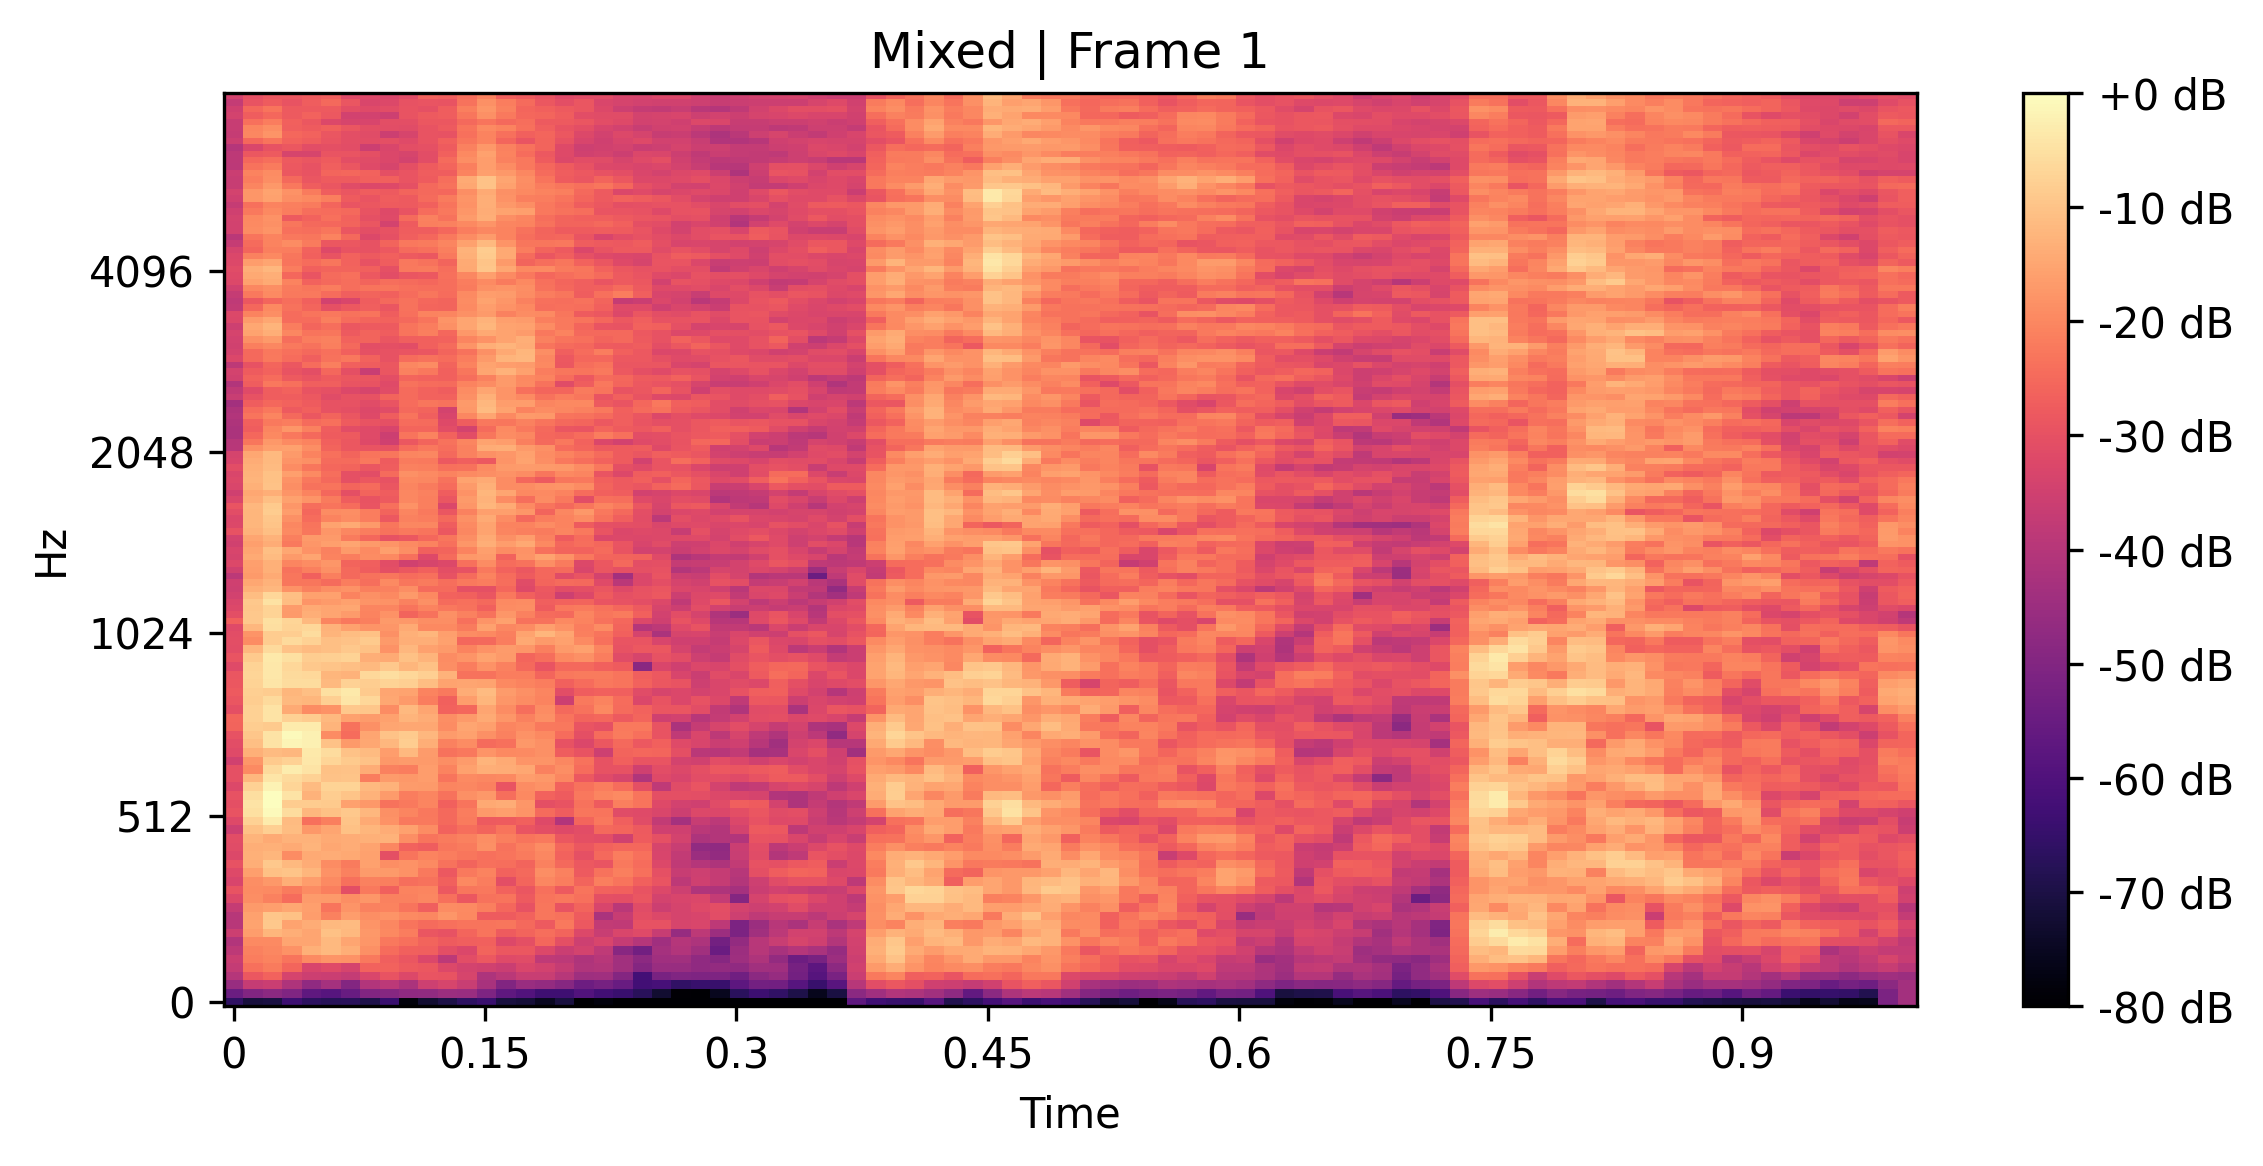 Mixed | Frame 1
Hz
4096
2048
1024
512
0
0 0.15 0.3 0.45 0.6 0.75 0.9
Time
+0 dB
-10 dB
-20 dB
-30 dB
-40 dB
-50 dB
-60 dB
-70 dB
-80 dB